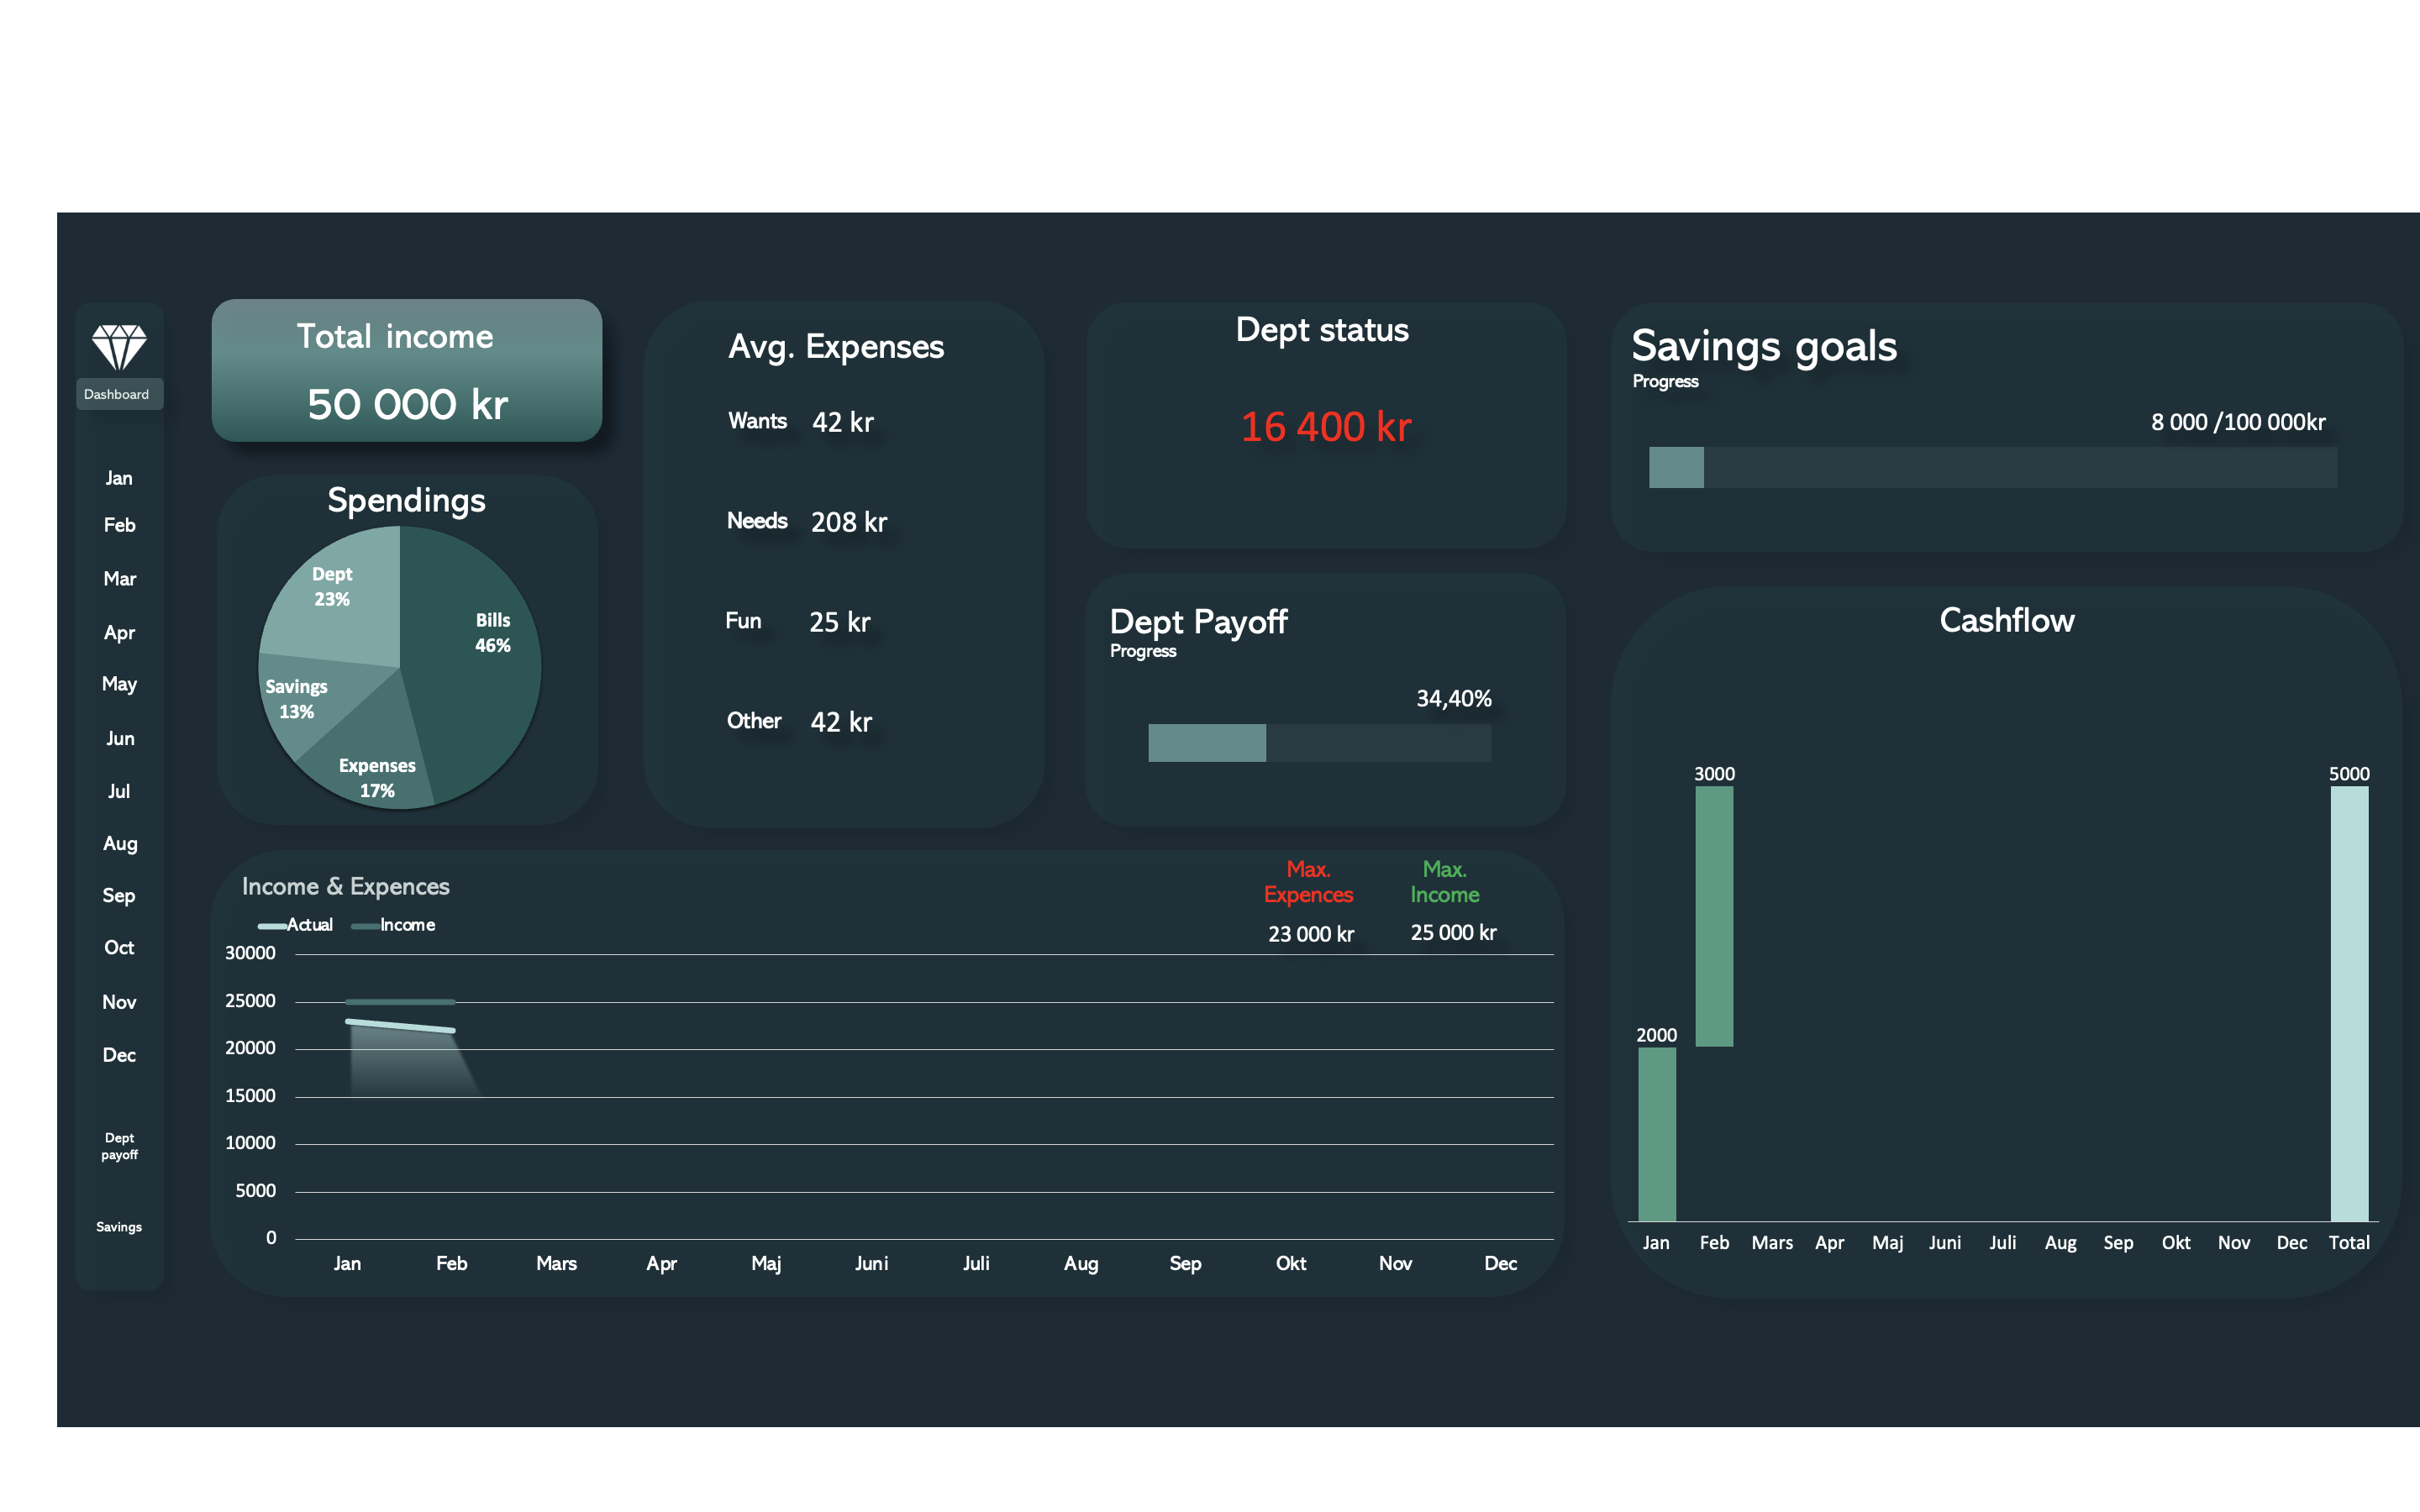 Dashboard
Jan
Feb
Mar
Apr
May
Jun
Jul
Aug
Sep
Oct
Nov
Dec
Dept
payoff
Savings
Total income
50 000 kr
Spendings
Dept
23%
Bills
46%
Savings
13%
Expenses
17%
Avg. Expenses
Wants 42 kr
Needs 208 kr
Fun 25 kr
Other 42 kr
Dept status
16 400 kr
Dept Payoff
Progress
34,40%
Savings goals
Progress
8 000 /100 000kr
Income & Expences
Actual Income
Max.
Expences
23 000 kr
Max.
Income
25 000 kr
30000
25000
20000
15000
10000
5000
0
Jan Feb Mars Apr Maj Juni Juli Aug Sep Okt Nov Dec
Cashflow
3000
5000
2000
Jan Feb Mars Apr Maj Juni Juli Aug Sep Okt Nov Dec Total